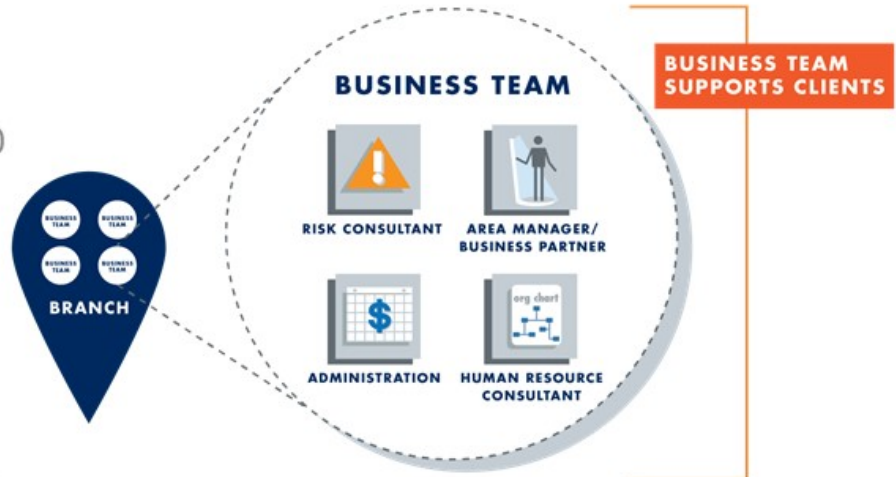 BUSINESS TEAM
SUPPORTS CLIENTS
BUSINESS TEAM
RISK CONSULTANT
AREA MANAGER/
BUSINESS PARTNER
org chart
$
ADMINISTRATION
HUMAN RESOURCE
CONSULTANT
BUSINESS
TEAM
BUSINESS
TEAM
BUSINESS
TEAM
BUSINESS
TEAM
BRANCH
)